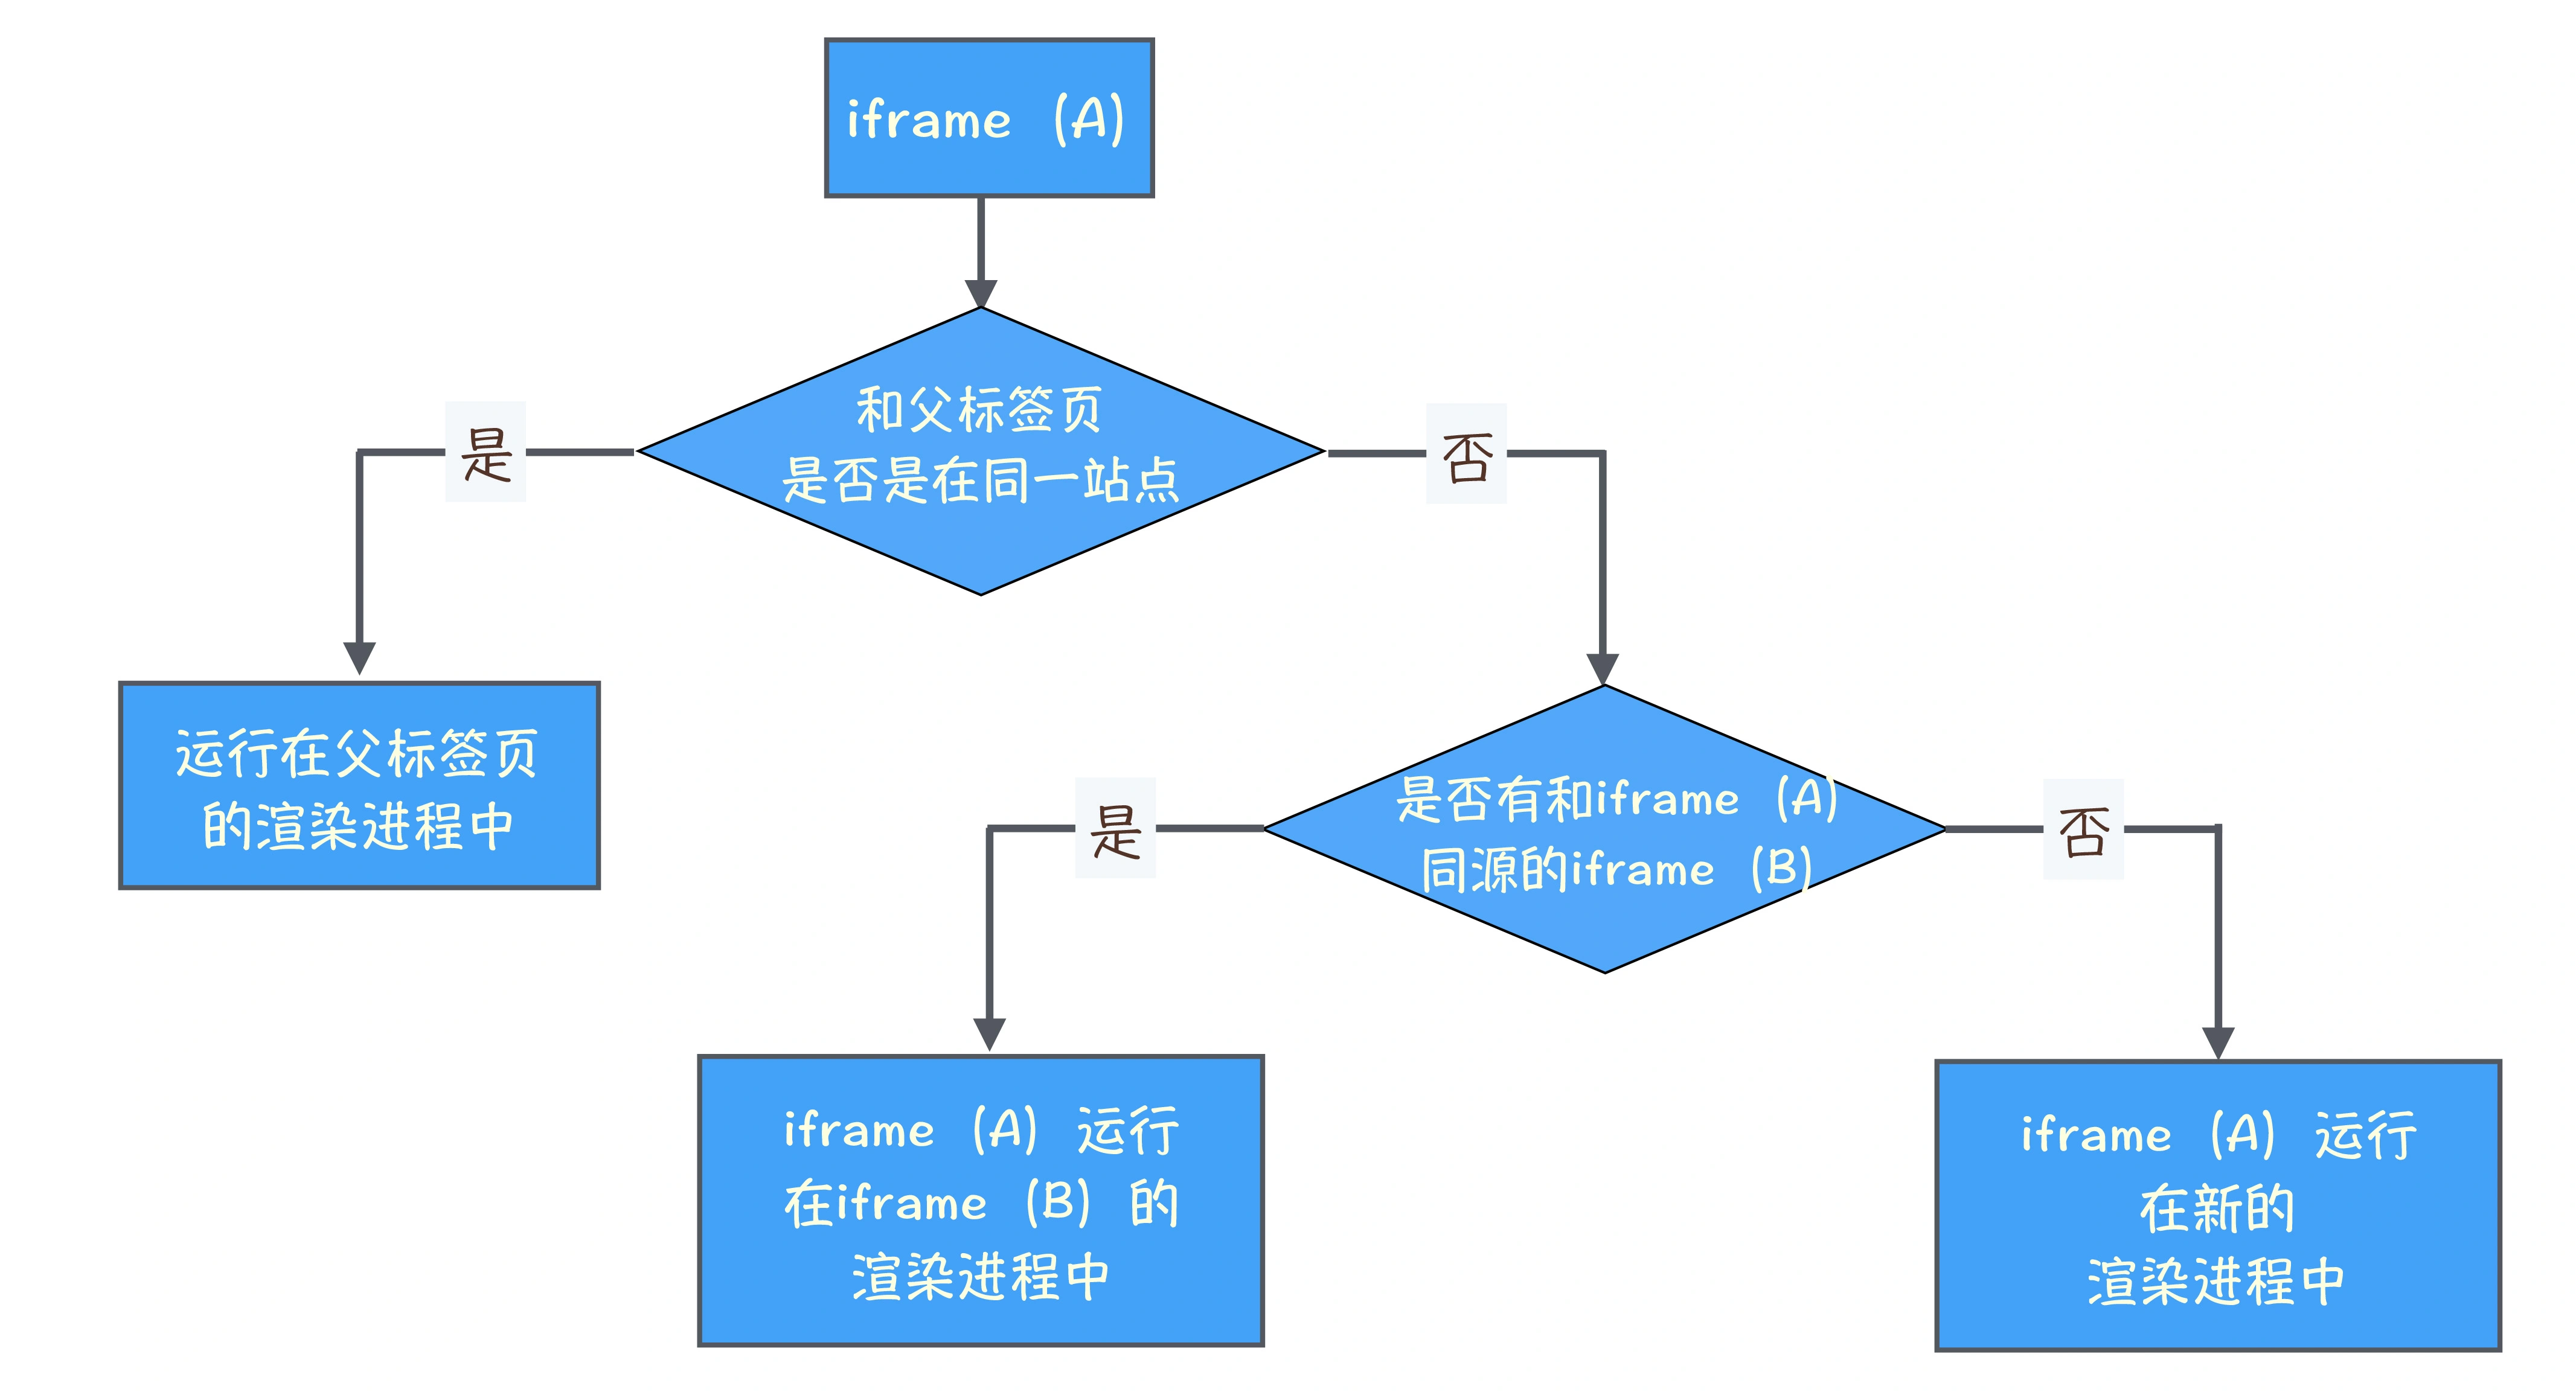 iframe (A)
和父标签页
是否是在同一站点
是
否
运行在父标签页
的渲染进程中
是否有和iframe (A)
同源的iframe (B)
是
否
iframe (A) 运行
在iframe (B) 的
渲染进程中
iframe (A) 运行
在新的
渲染进程中